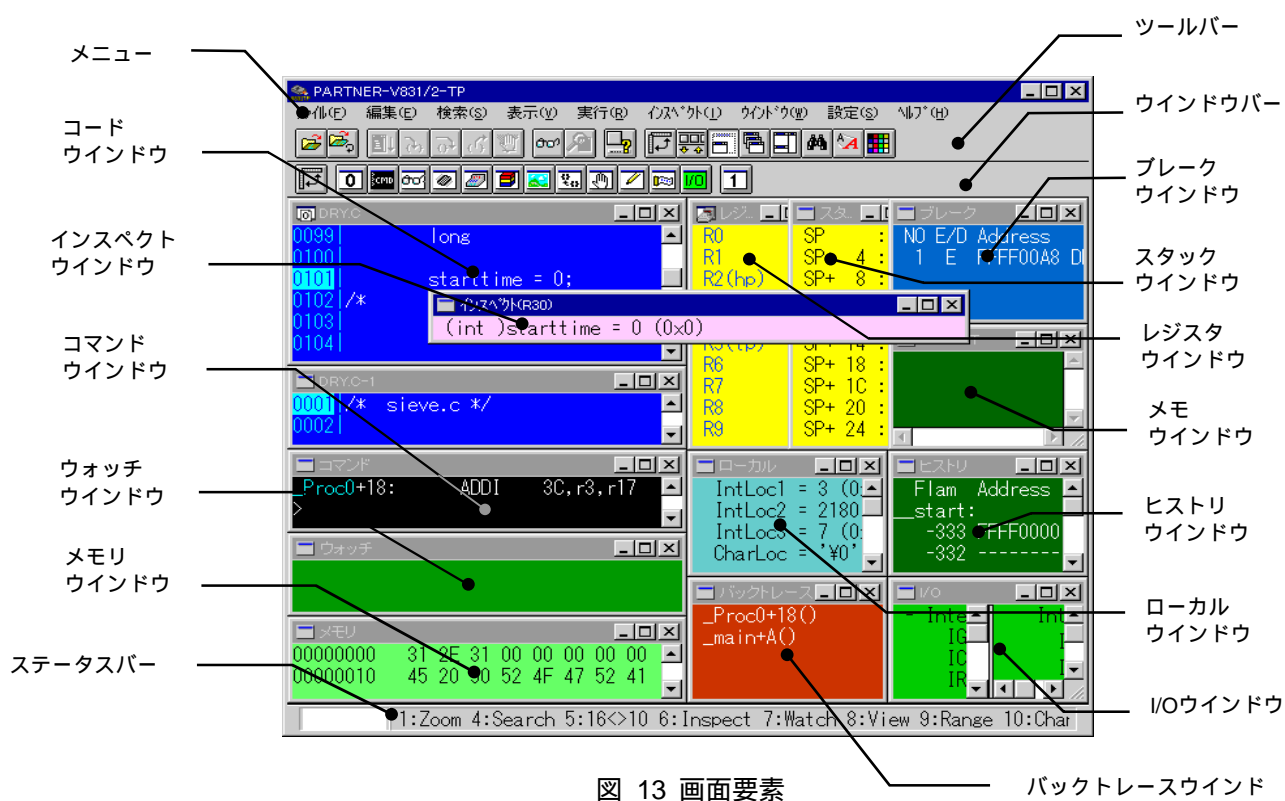 ツールバー
メニュー
PARTNER-V831/2-TP
ウインドウバー
ｲﾙ(F) 編集(E) 検索(S) 表示(V) 実行(R) ｲﾝｽﾍﾟｸﾄ(I) ｳｲﾝﾄﾞｳ(W) 設定(S) ﾍﾙﾌﾟ(H)
コード
ウインドウ
ブレーク
ウインドウ
0 CMD I/O 1
DRY.C
レジ..
スタ..
ブレーク
インスペクト
ウインドウ
0099| long
0100|
0101| starttime = 0;
0102|/*
0103|
0104|
R0
R1
R2(hp)
SP :
SP+ 4 :
SP+ 8 :
NO E/D Address
1 E FFFF00A8
スタック
ウインドウ
ｲﾝｽﾍﾟｸﾄ(R30)
(int )starttime = 0 (0x0)
コマンド
ウインドウ
レジスタ
ウインドウ
R6
R7
R8
R9
SP+ 18 :
SP+ 1C :
SP+ 20 :
SP+ 24 :
DRY.C-1
0001|/* sieve.c */
0002|
メモ
ウインドウ
ウォッチ
ウインドウ
コマンド
_Proc0+18: ADDI 3C,r3,r17
>
ローカル
IntLoc1 = 3 (0
IntLoc2 = 2180
IntLoc3 = 7 (0
CharLoc = '¥0'
ヒストリ
Flam Address
__start:
-333 FFFF0000
-332 --------
ヒストリ
ウインドウ
メモリ
ウインドウ
ウォッチ
バックトレース
_Proc0+18()
_main+A()
I/O
- Inte
IG
IC
IR
Int
ローカル
ウインドウ
メモリ
00000000 31 2E 31 00 00 00 00 00
00000010 45 20 50 52 4F 47 52 41
ステータスバー
I/Oウインドウ
1:Zoom 4:Search 5:16<>10 6:Inspect 7:Watch 8:View 9:Range 10:Char
図 13 画面要素
バックトレースウインド